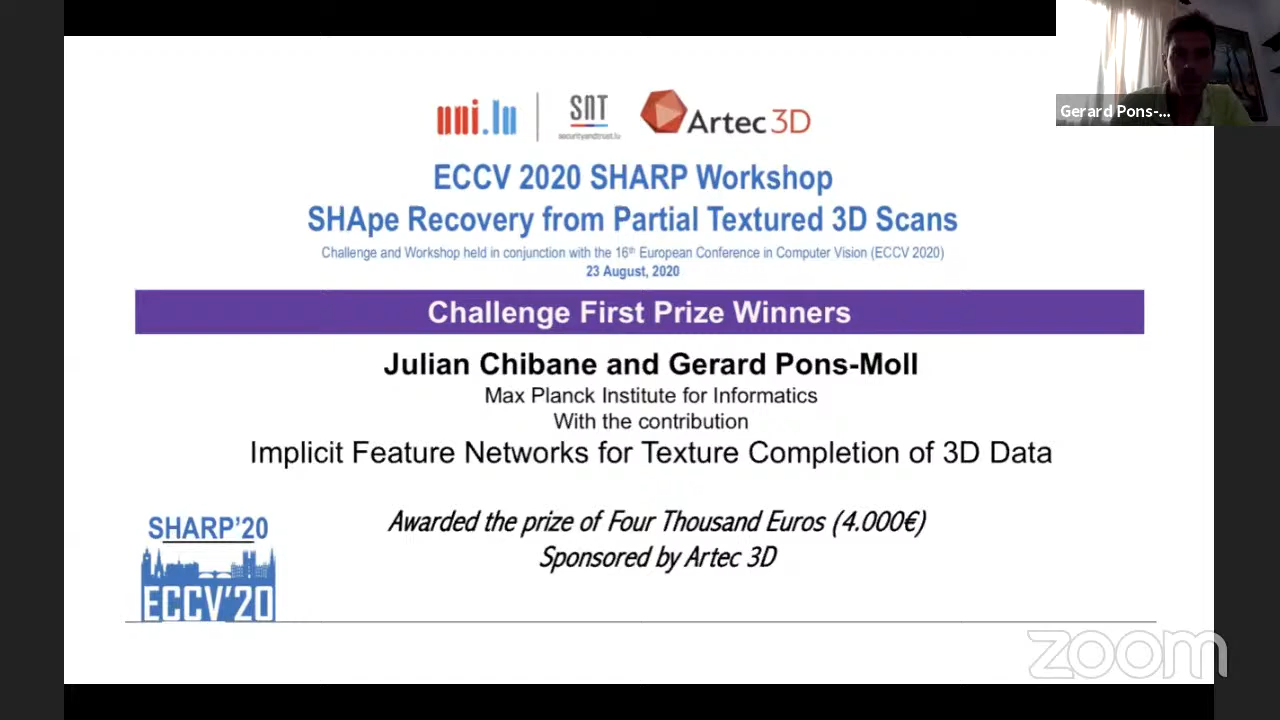 uni.lu
SNT
securityandtrust.lu
Artec 3D
Gerard Pons-...
ECCV 2020 SHARP Workshop
SHApe Recovery from Partial Textured 3D Scans
Challenge and Workshop held in conjunction with the 16th European Conference in Computer Vision (ECCV 2020)
23 August, 2020
Challenge First Prize Winners
Julian Chibane and Gerard Pons-Moll
Max Planck Institute for Informatics
With the contribution
Implicit Feature Networks for Texture Completion of 3D Data
Awarded the prize of Four Thousand Euros (4.000€)
Sponsored by Artec 3D
SHARP'20
ECCV'20
zoom